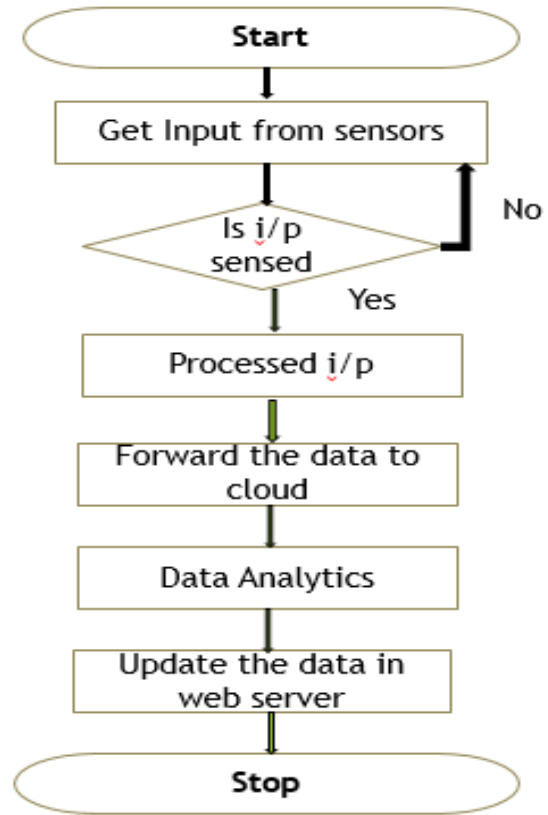 Start
Get Input from sensors
Is i/p
sensed
No
Yes
Processed i/p
Forward the data to
cloud
Data Analytics
Update the data in
web server
Stop